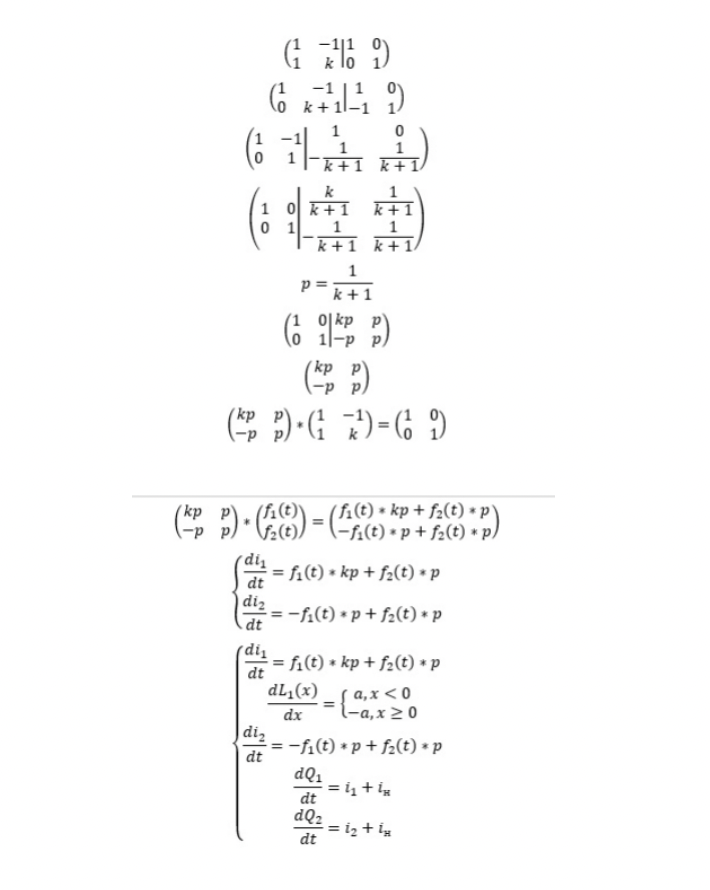 (1 -1|1 0)
(1 k|0 1)
(1 -1|1 0)
(0 k + 1|-1 1)
(1 -1|1 0)
(0 1|-1/(k + 1) 1/(k + 1))
(1 0|k/(k + 1) 1/(k + 1))
(0 1|-1/(k + 1) 1/(k + 1))
p = 1/(k + 1)
(1 0|kp p)
(0 1|-p p)
(kp p)
(-p p)
(kp p) * (1 -1) = (1 0)
(-p p) (1 k) (0 1)
(kp p) * (f₁(t)) = (f₁(t) * kp + f₂(t) * p)
(-p p) (f₂(t)) (-f₁(t) * p + f₂(t) * p)
{ di₁/dt = f₁(t) * kp + f₂(t) * p
di₂/dt = -f₁(t) * p + f₂(t) * p
{ di₁/dt = f₁(t) * kp + f₂(t) * p
dL₁(x)/dx = { a, x < 0
-a, x ≥ 0
di₂/dt = -f₁(t) * p + f₂(t) * p
dQ₁/dt = i₁ + iн
dQ₂/dt = i₂ + iн